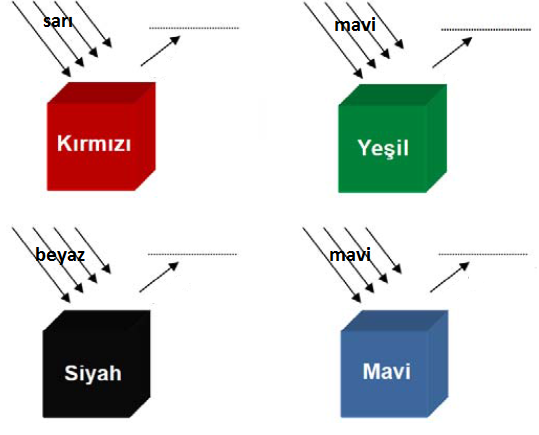 sarı
mavi
Kırmızı
Yeşil
beyaz
mavi
Siyah
Mavi